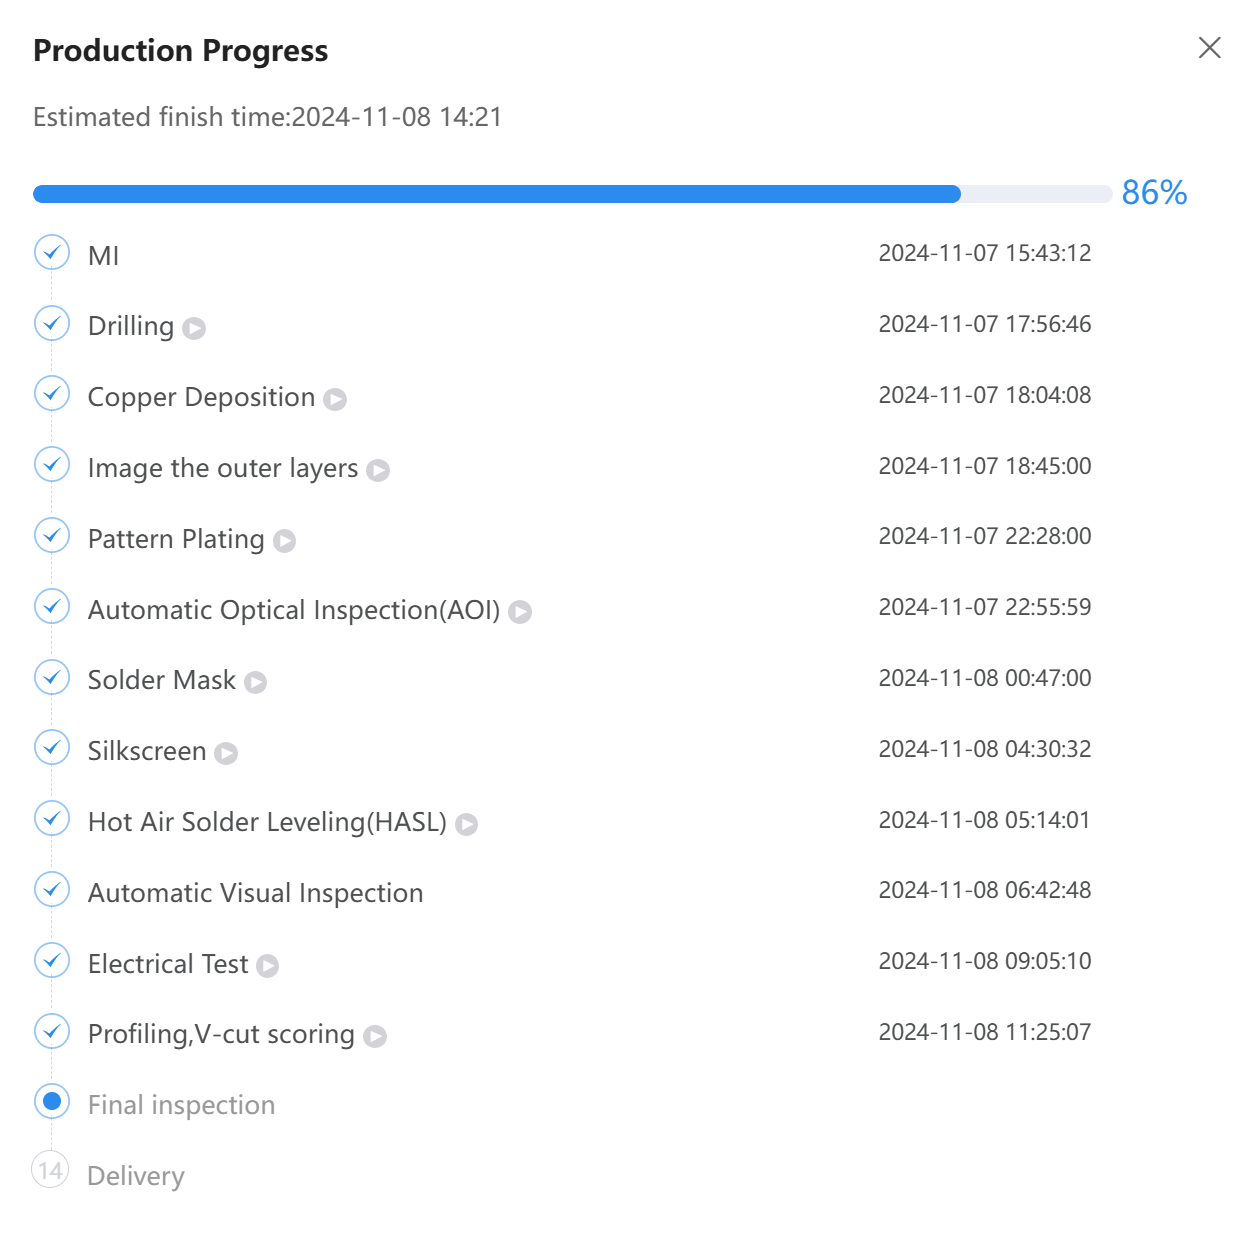 Production Progress
Estimated finish time:2024-11-08 14:21
86%
MI 2024-11-07 15:43:12
Drilling 2024-11-07 17:56:46
Copper Deposition 2024-11-07 18:04:08
Image the outer layers 2024-11-07 18:45:00
Pattern Plating 2024-11-07 22:28:00
Automatic Optical Inspection(AOI) 2024-11-07 22:55:59
Solder Mask 2024-11-08 00:47:00
Silkscreen 2024-11-08 04:30:32
Hot Air Solder Leveling(HASL) 2024-11-08 05:14:01
Automatic Visual Inspection 2024-11-08 06:42:48
Electrical Test 2024-11-08 09:05:10
Profiling,V-cut scoring 2024-11-08 11:25:07
Final inspection
14 Delivery